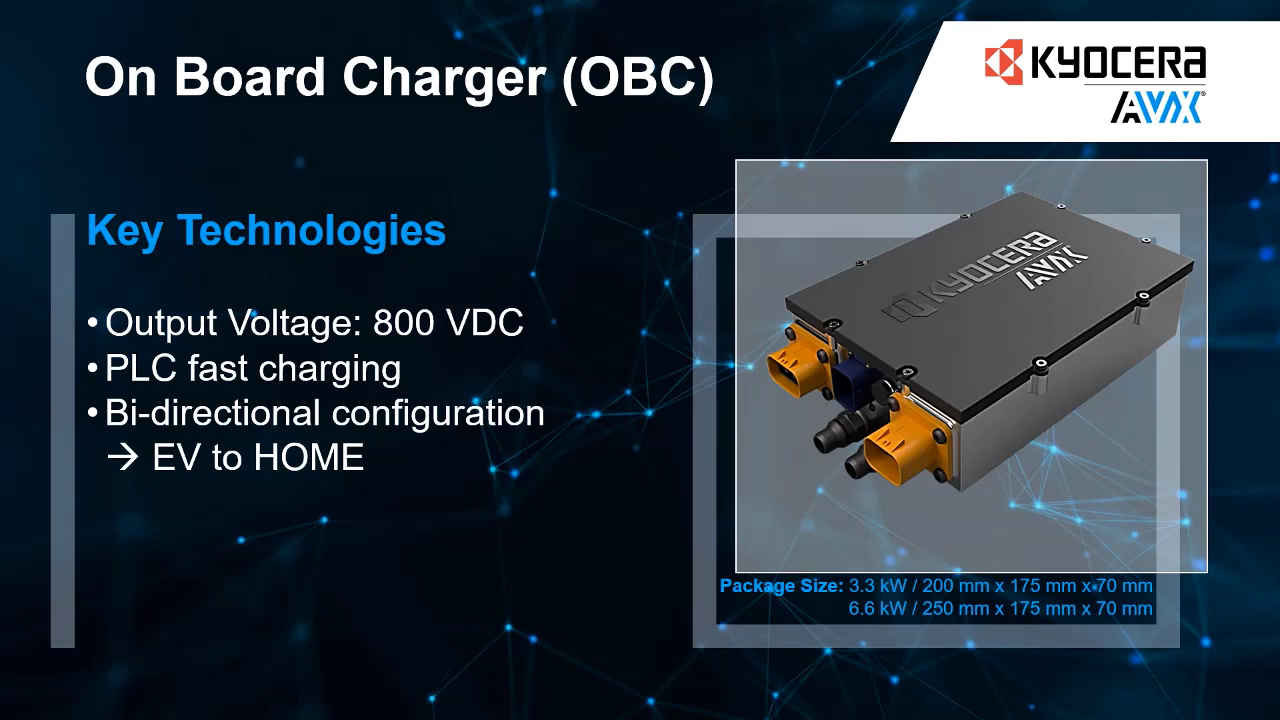 On Board Charger (OBC)
KYOCERA
AVX®
Key Technologies
• Output Voltage: 800 VDC
• PLC fast charging
• Bi-directional configuration
→ EV to HOME
KYOCERA
AVX
Package Size: 3.3 kW / 200 mm x 175 mm x 70 mm
6.6 kW / 250 mm x 175 mm x 70 mm